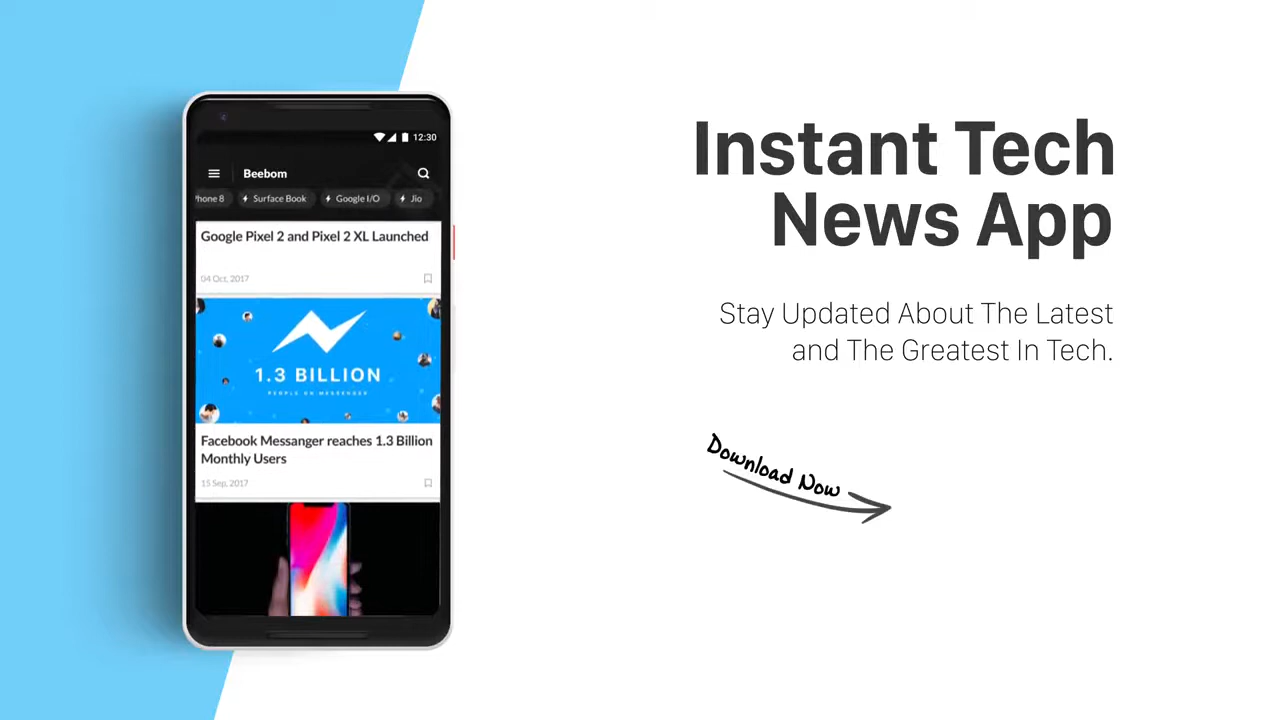 12:30
Beebom
hone 8
Surface Book
Google I/O
Jio
Google Pixel 2 and Pixel 2 XL Launched
04 Oct, 2017
1.3 BILLION
PEOPLE ON MESSENGER
Facebook Messanger reaches 1.3 Billion
Monthly Users
15 Sep, 2017
Instant Tech
News App
Stay Updated About The Latest
and The Greatest In Tech.
Download Now